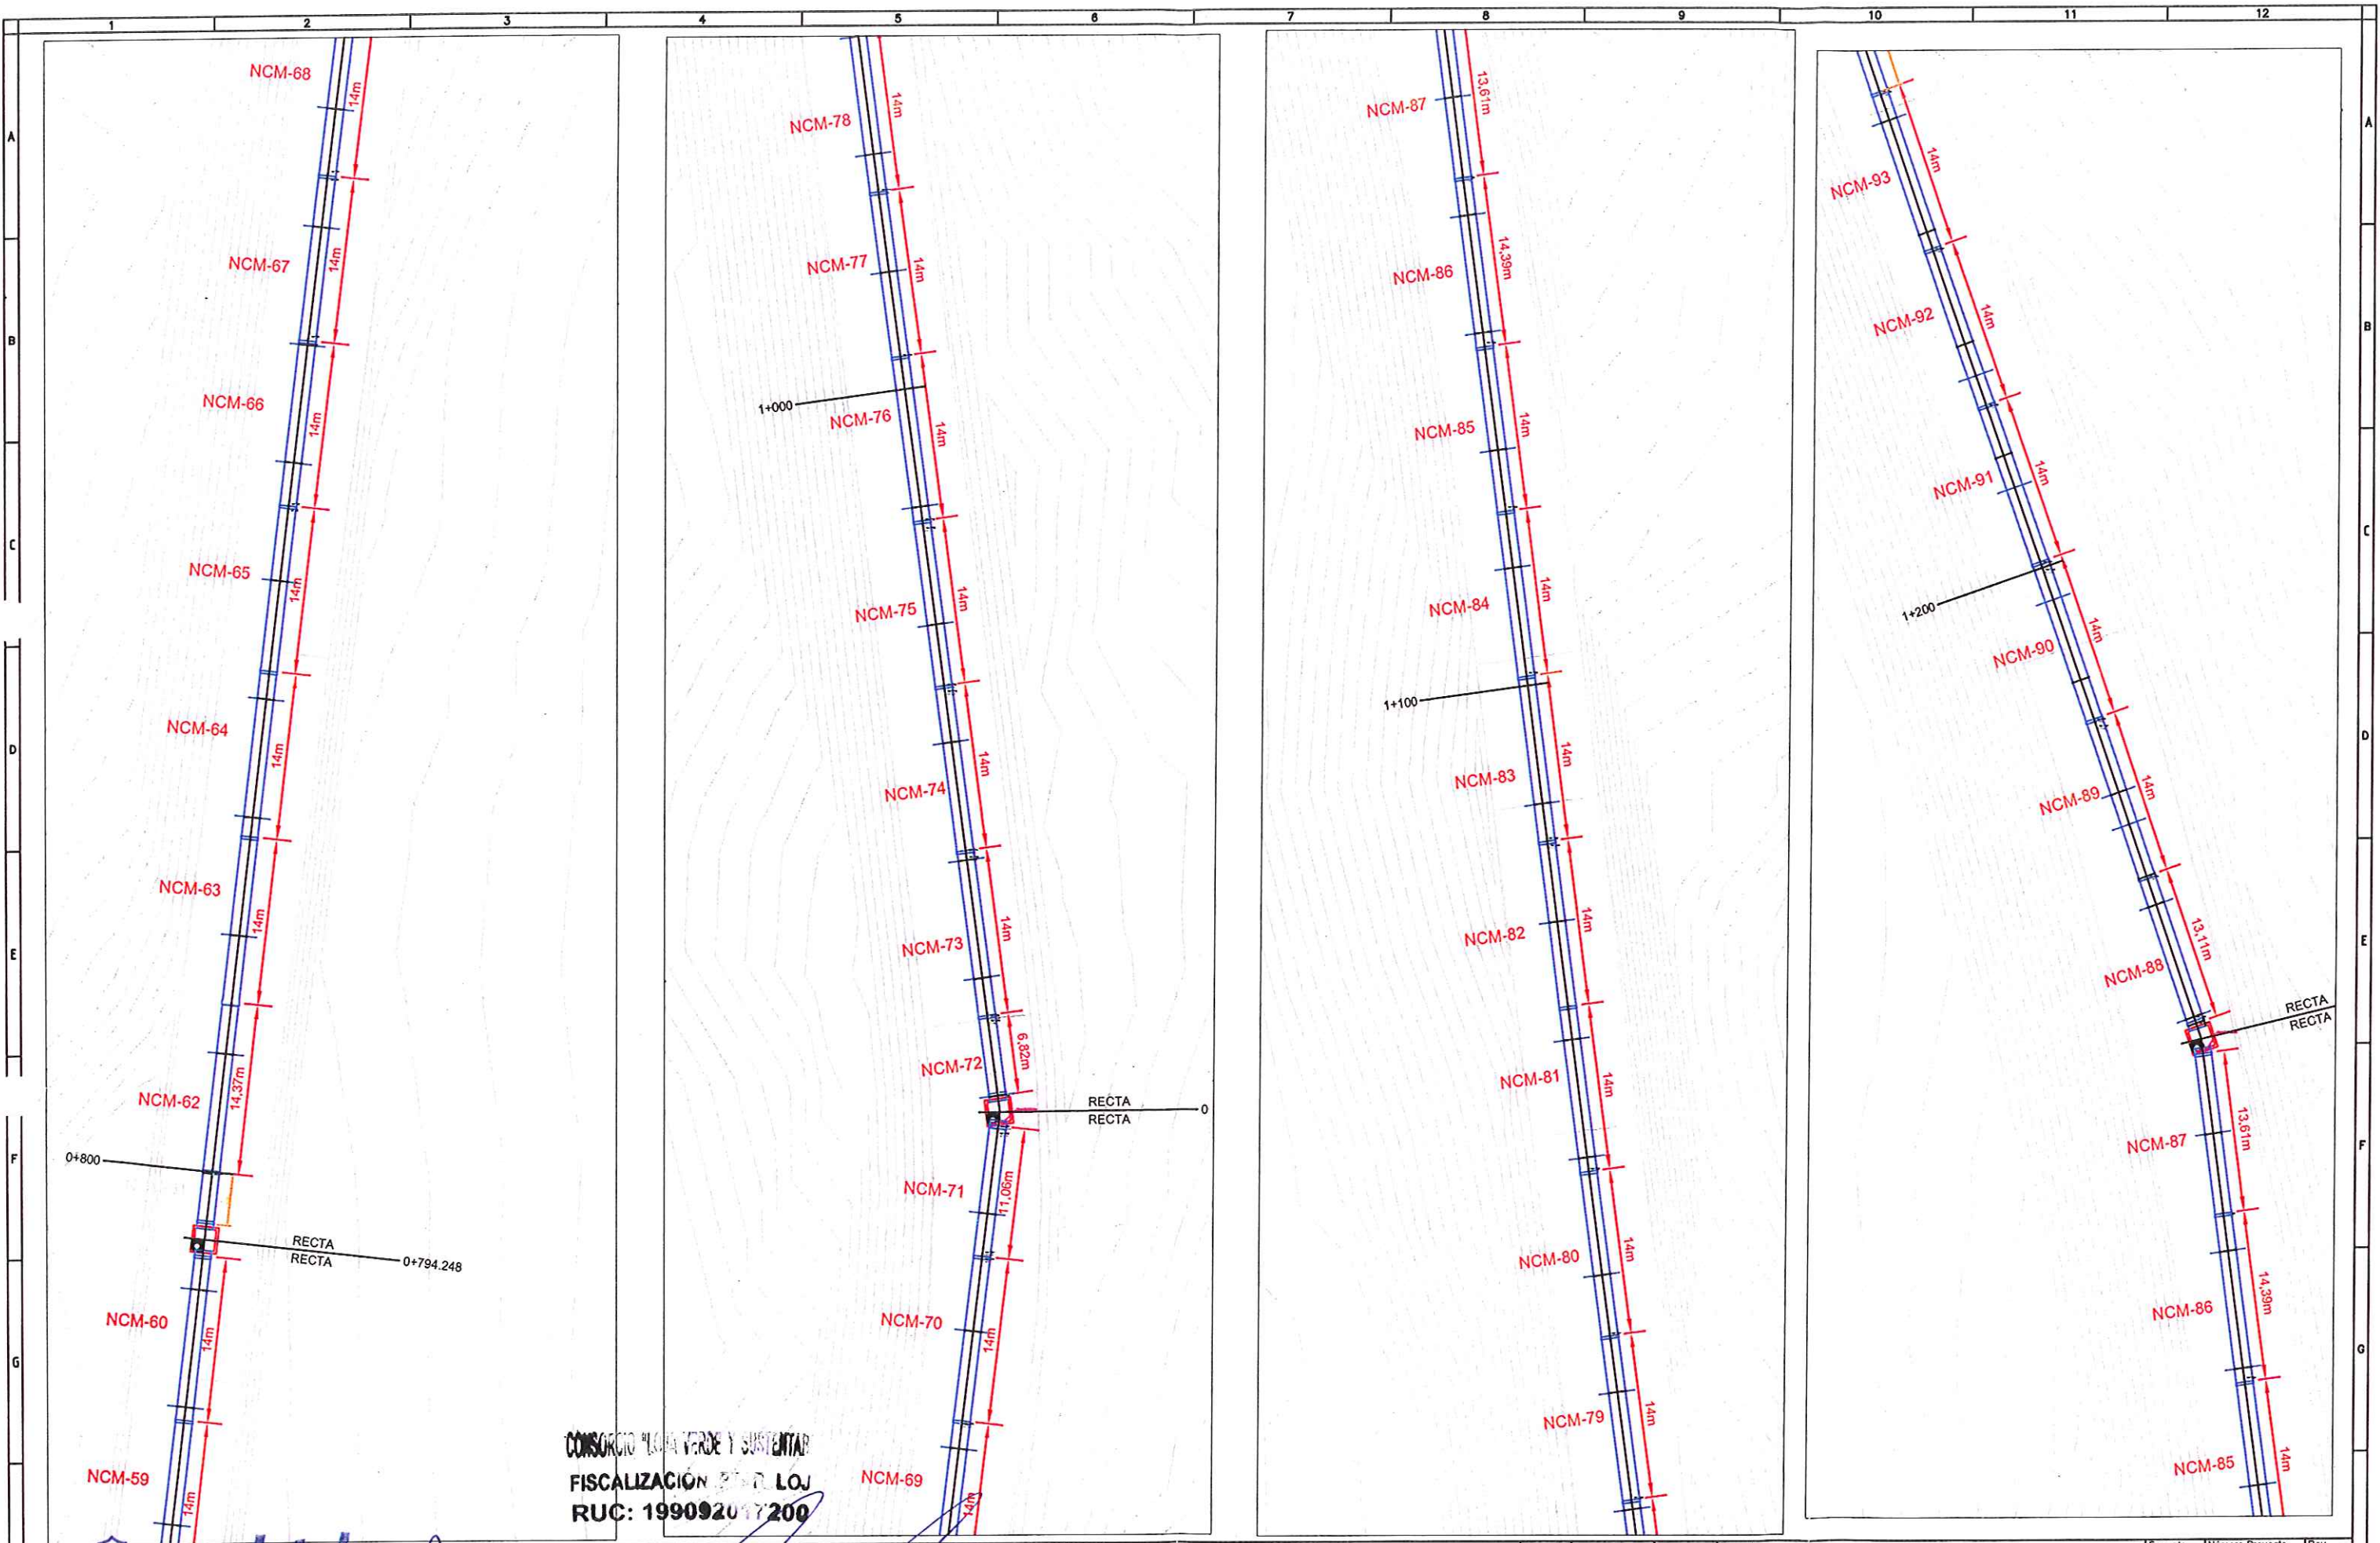 1 2 3 4 5 6 7 8 9 10 11 12
A
B
C
D
E
F
G
NCM-68
14m
NCM-67
14m
NCM-66
14m
NCM-65
14m
NCM-64
14m
NCM-63
14m
NCM-62
14,37m
0+800
RECTA
RECTA
0+794.248
NCM-60
14m
NCM-59
14m
NCM-78
14m
NCM-77
14m
1+000
NCM-76
14m
NCM-75
14m
NCM-74
14m
NCM-73
14m
NCM-72
6,82m
RECTA
RECTA
0
NCM-71
11,06m
NCM-70
14m
NCM-69
14m
FISCALIZACIÓN
LOJ
RUC:
NCM-87
13,61m
NCM-86
14,39m
NCM-85
14m
NCM-84
14m
1+100
NCM-83
14m
NCM-82
14m
NCM-81
14m
NCM-80
14m
NCM-79
14m
NCM-93
14m
NCM-92
14m
NCM-91
14m
1+200
NCM-90
14m
NCM-89
14m
NCM-88
13,11m
RECTA
RECTA
NCM-87
13,61m
NCM-86
14,39m
NCM-85
14m
A
B
C
D
E
F
G